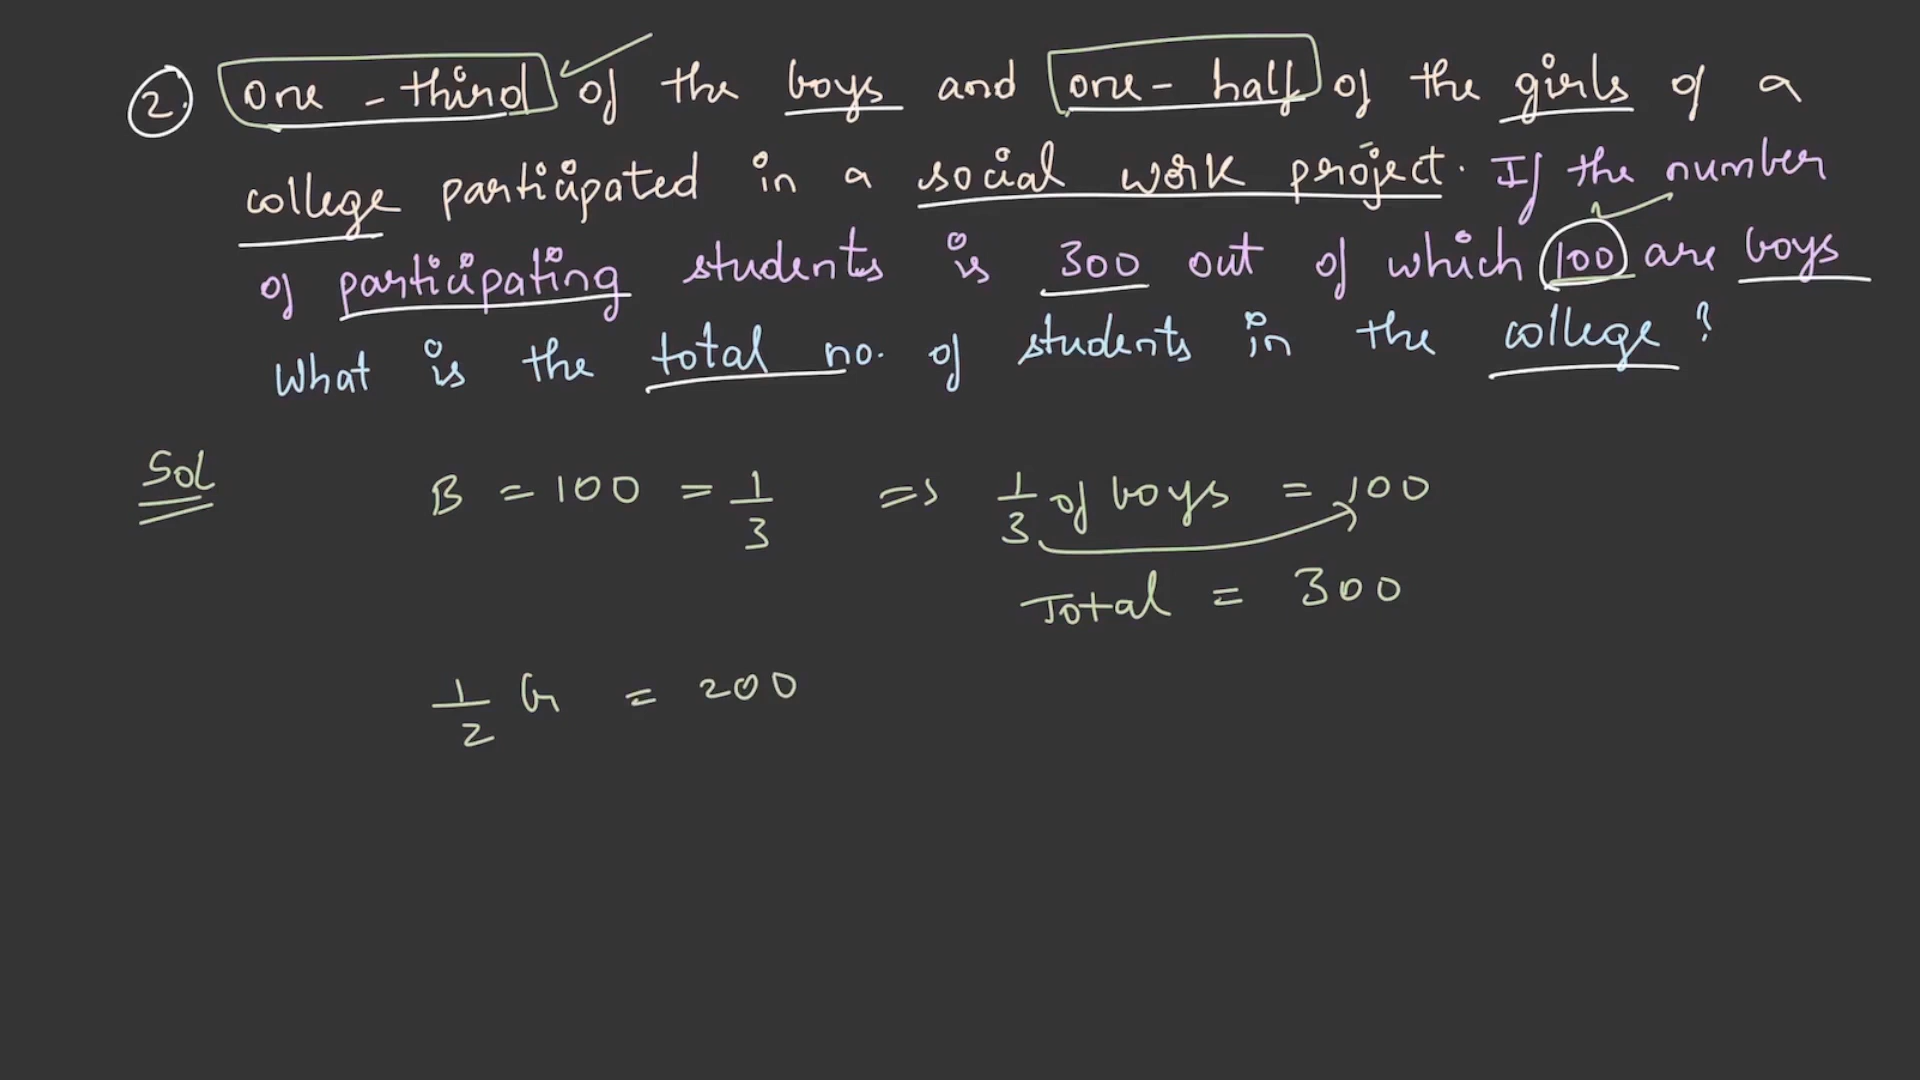 2. one - third of the boys and one - half of the girls of a
college participated in a social work project. If the number
of participating students is 300 out of which 100 are boys
What is the total no. of students in the college?
Sol
B = 100 = 1/3 => 1/3 of boys = 100
Total = 300
1/2 G = 200